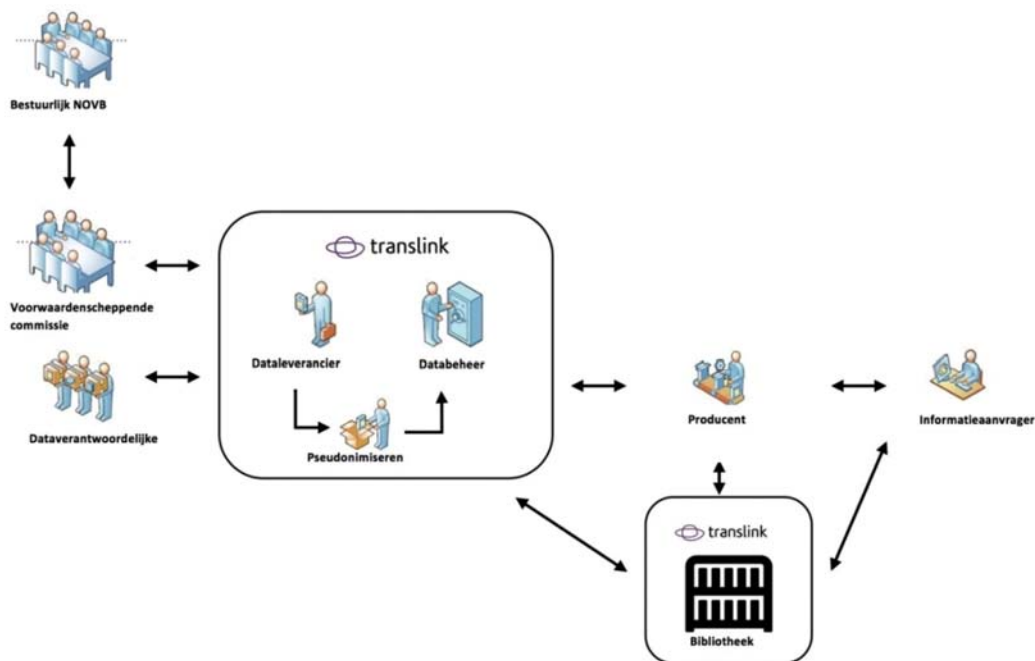 Bestuurlijk NOVB
Voorwaardenscheppende
commissie
Dataverantwoordelijke
translink
Dataleverancier
Databeheer
Pseudonimiseren
Producent
Informatieaanvrager
translink
Bibliotheek